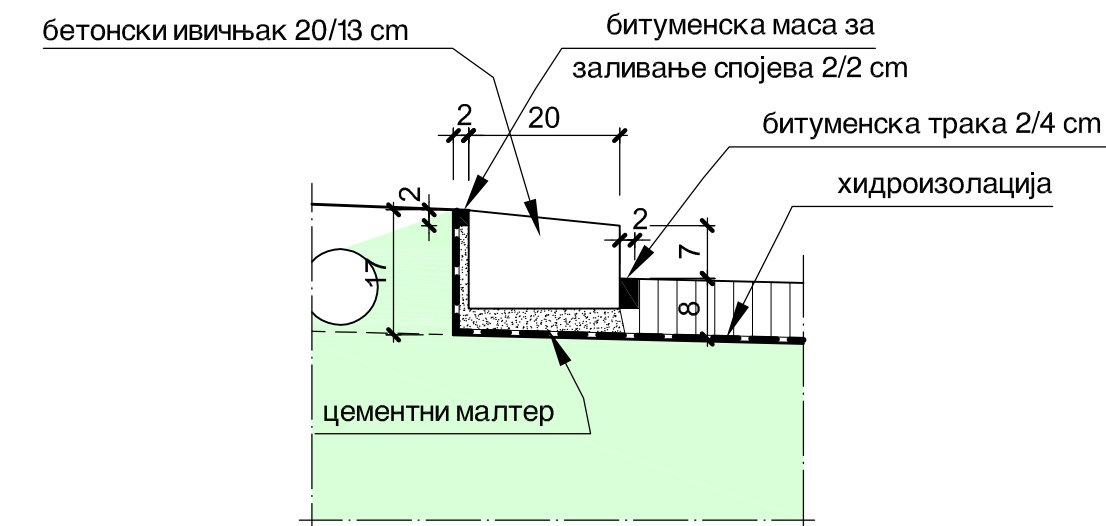 бетонски ивичњак 20/13 cm
битуменска маса за
заливање спојева 2/2 cm
2
20
битуменска трака 2/4 cm
хидроизолација
2
2
7
17
8
цементни малтер